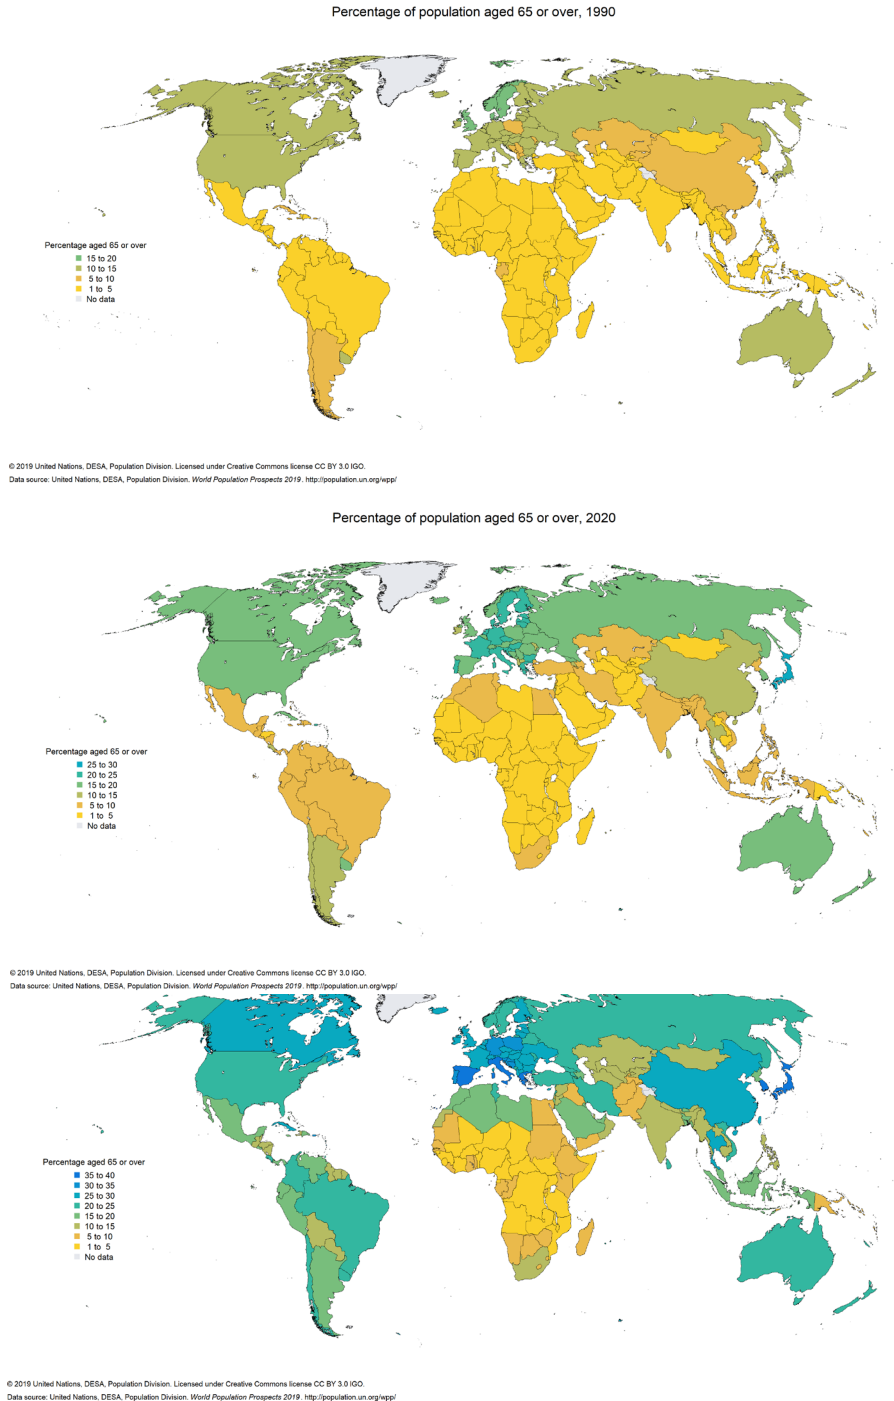 Percentage of population aged 65 or over, 1990
Percentage aged 65 or over
15 to 20
10 to 15
5 to 10
1 to 5
No data
© 2019 United Nations, DESA, Population Division. Licensed under Creative Commons license CC BY 3.0 IGO.
Data source: United Nations, DESA, Population Division. World Population Prospects 2019. http://population.un.org/wpp/
Percentage of population aged 65 or over, 2020
Percentage aged 65 or over
25 to 30
20 to 25
15 to 20
10 to 15
5 to 10
1 to 5
No data
© 2019 United Nations, DESA, Population Division. Licensed under Creative Commons license CC BY 3.0 IGO.
Data source: United Nations, DESA, Population Division. World Population Prospects 2019. http://population.un.org/wpp/
Percentage aged 65 or over
35 to 40
30 to 35
25 to 30
20 to 25
15 to 20
10 to 15
5 to 10
1 to 5
No data
© 2019 United Nations, DESA, Population Division. Licensed under Creative Commons license CC BY 3.0 IGO.
Data source: United Nations, DESA, Population Division. World Population Prospects 2019. http://population.un.org/wpp/